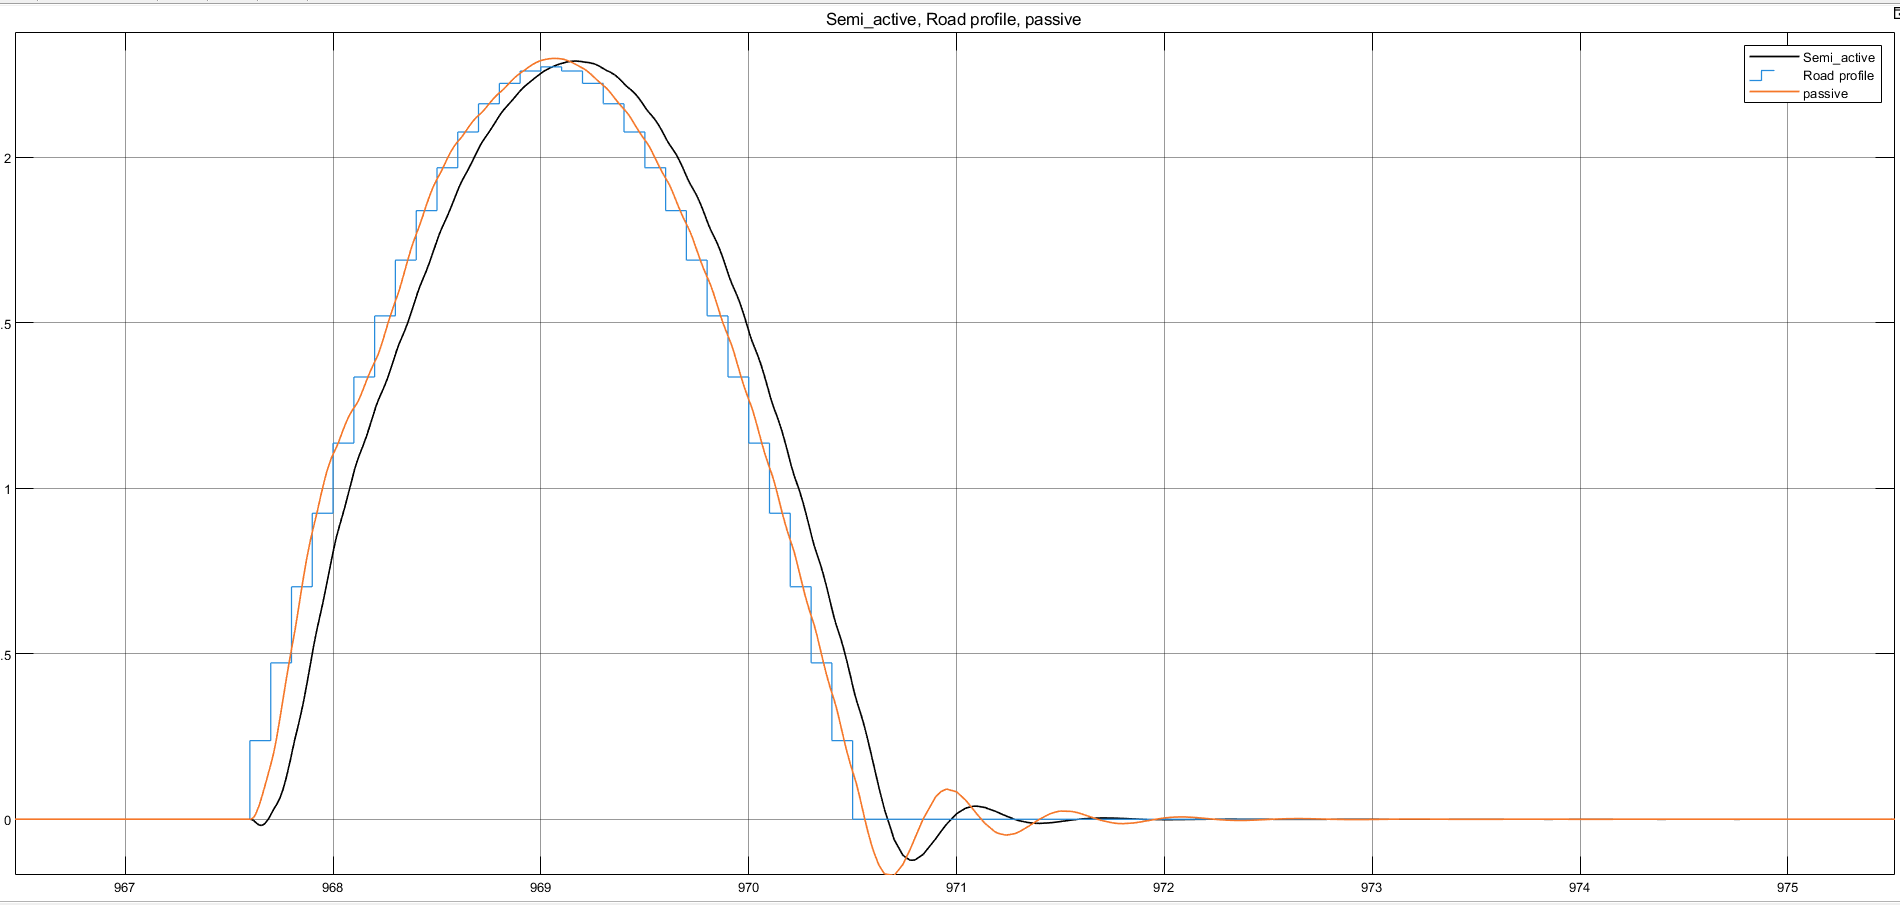 Semi_active, Road profile, passive
Semi_active
Road profile
passive
2
.5
1
.5
0
967 968 969 970 971 972 973 974 975